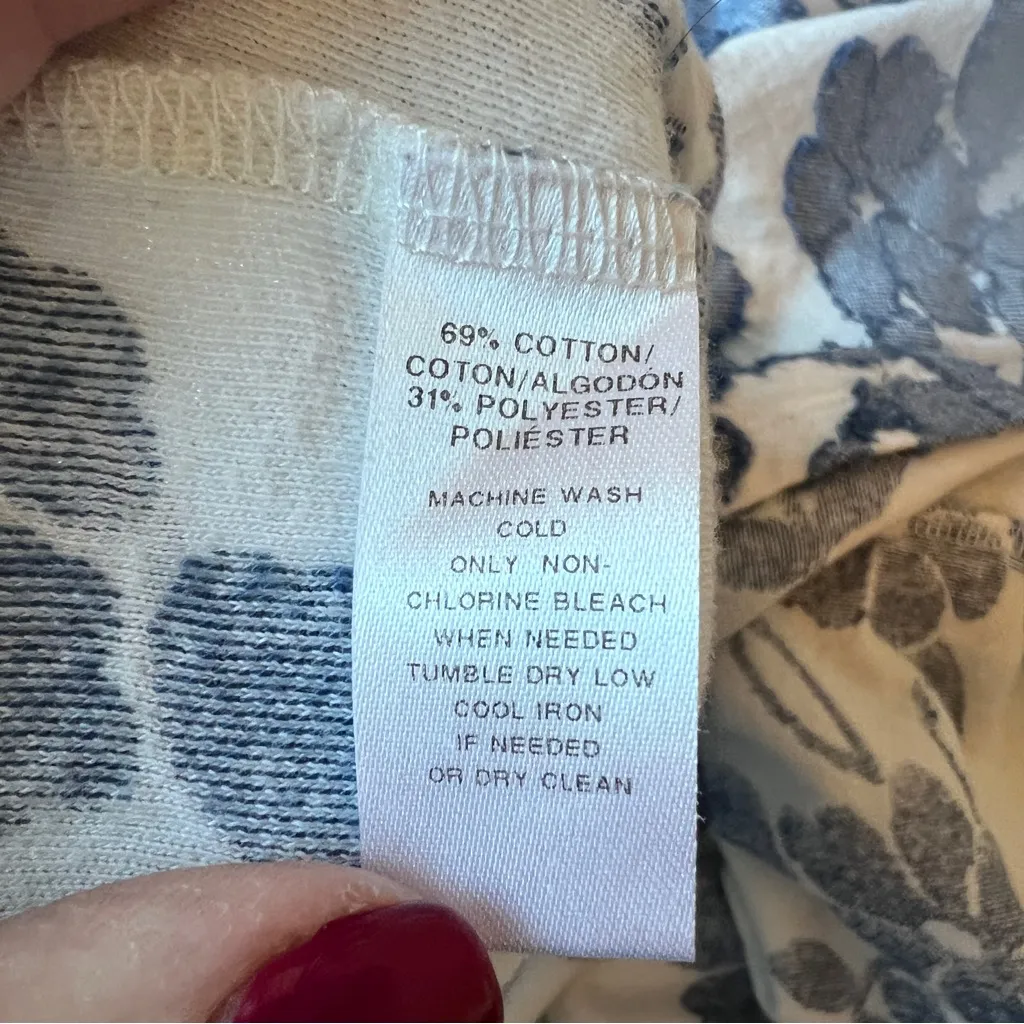 69% COTTON/
COTON/ALGODÓN
31% POLYESTER/
POLIÉSTER
MACHINE WASH
COLD
ONLY NON-
CHLORINE BLEACH
WHEN NEEDED
TUMBLE DRY LOW
COOL IRON
IF NEEDED
OR DRY CLEAN